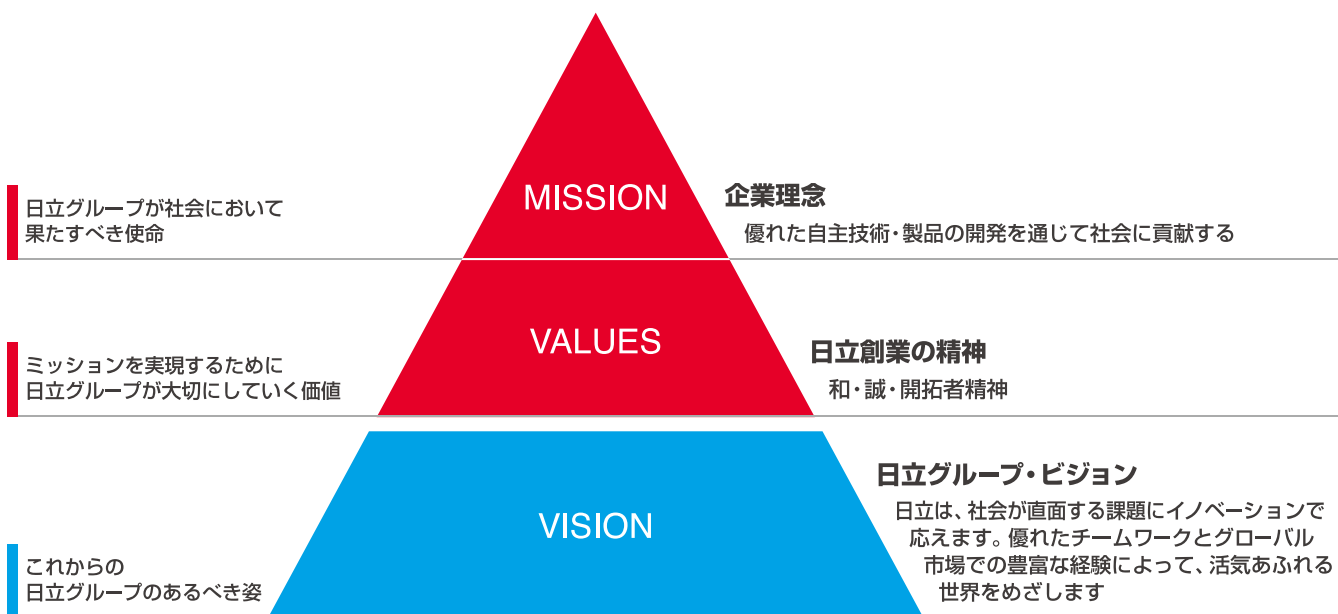 日立グループが社会において
果たすべき使命
MISSION
企業理念
優れた自主技術・製品の開発を通じて社会に貢献する
ミッションを実現するために
日立グループが大切にしていく価値
VALUES
日立創業の精神
和・誠・開拓者精神
これからの
日立グループのあるべき姿
VISION
日立グループ・ビジョン
日立は、社会が直面する課題にイノベーションで
応えます。優れたチームワークとグローバル
市場での豊富な経験によって、活気あふれる
世界をめざします